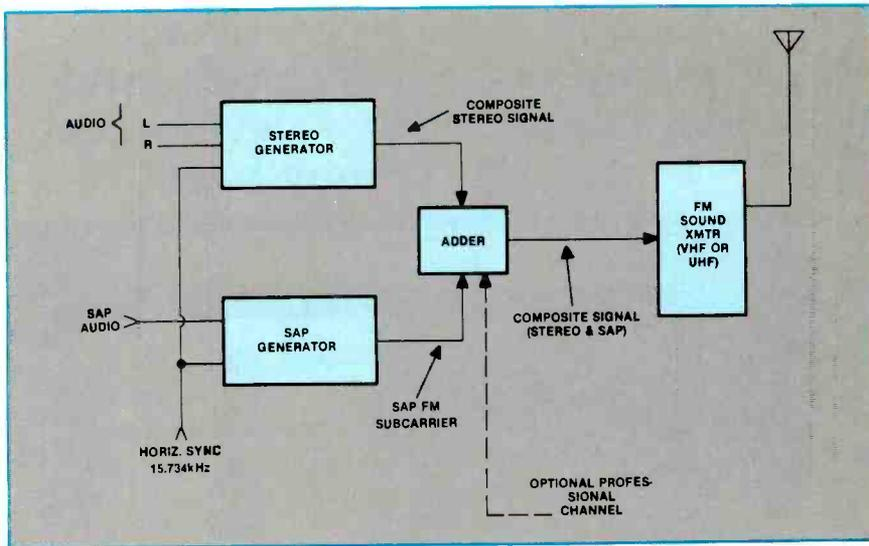 AUDIO { L
R
STEREO
GENERATOR
COMPOSITE
STEREO SIGNAL
ADDER
FM
SOUND
XMTR
(VHF OR
UHF)
SAP
AUDIO
SAP
GENERATOR
COMPOSITE SIGNAL
(STEREO & SAP)
SAP FM
SUBCARRIER
HORIZ. SYNC
15.734kHz
OPTIONAL PROFES-
SIONAL
CHANNEL